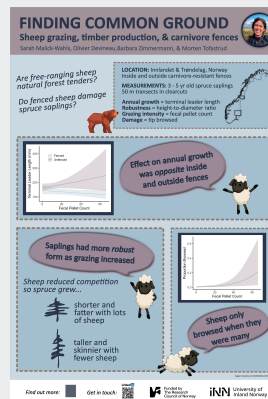 FINDING COMMON GROUND
Sheep grazing, timber production, & carnivore fences
Sarah Malick-Wahls, Olivier Devineau, Barbara Zimmermann, & Morten Tofastrud
Are free-ranging sheep
natural forest tenders?
Do fenced sheep damage
spruce saplings?
LOCATION: Innlandet & Trøndelag, Norway
Inside and outside carnivore-resistant fences
MEASUREMENTS: 3 - 5 yr old spruce saplings
50 m transects in clearcuts
Annual growth = terminal leader length
Robustness = height-to-diameter ratio
Grazing intensity = fecal pellet count
Damage = tip browsed
Terminal Leader Length (mm)
Fenced
Unfenced
Fecal Pellet Count
Effect on annual growth
was opposite inside
and outside fences
Saplings had more robust
form as grazing increased
Sheep reduced competition
so spruce grew...
shorter and
fatter with lots
of sheep
taller and
skinnier with
fewer sheep
Proportion Browsed
Fecal Pellet Count
Sheep only
browsed when they
were many
Find out more:
Get in touch:
Funded by
The Research
Council of Norway
iNN
University of
Inland Norway